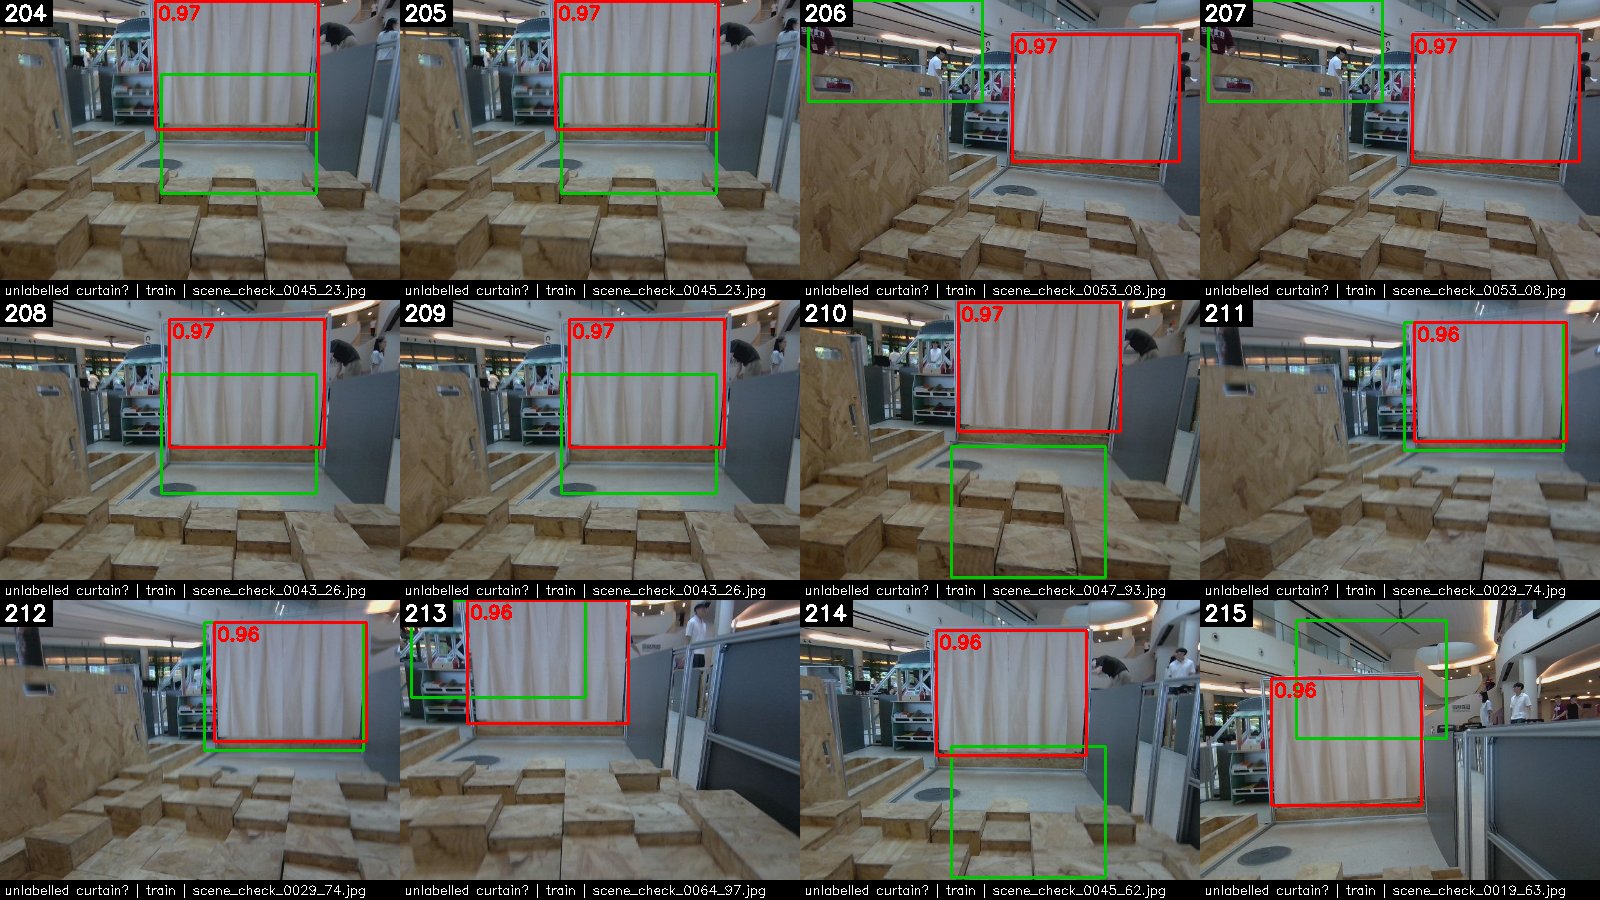 204
0.97
unlabelled curtain? | train | scene_check_0045_23.jpg
205
0.97
unlabelled curtain? | train | scene_check_0045_23.jpg
206
0.97
unlabelled curtain? | train | scene_check_0053_08.jpg
207
0.97
unlabelled curtain? | train | scene_check_0053_08.jpg
208
0.97
unlabelled curtain? | train | scene_check_0043_26.jpg
209
0.97
unlabelled curtain? | train | scene_check_0043_26.jpg
210
0.97
unlabelled curtain? | train | scene_check_0047_93.jpg
211
0.96
unlabelled curtain? | train | scene_check_0029_74.jpg
212
0.96
unlabelled curtain? | train | scene_check_0029_74.jpg
213
0.96
unlabelled curtain? | train | scene_check_0064_97.jpg
214
0.96
unlabelled curtain? | train | scene_check_0045_62.jpg
215
0.96
unlabelled curtain? | train | scene_check_0019_63.jpg